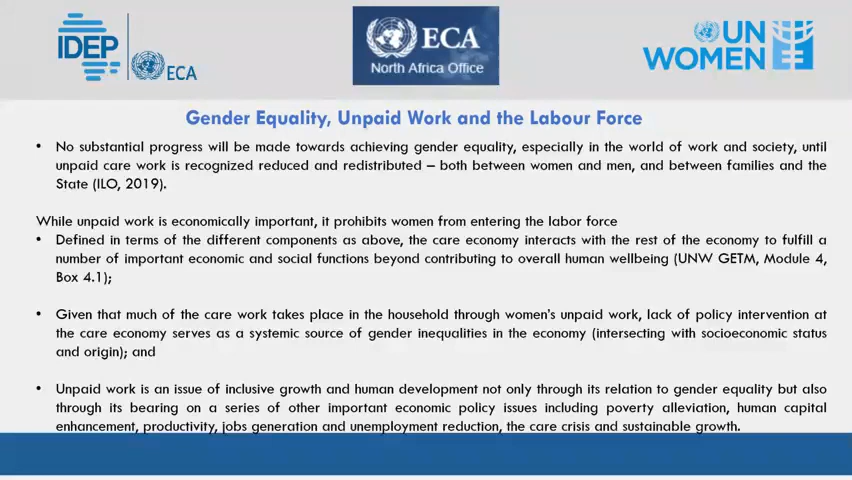 IDEP
ECA
ECA
North Africa Office
UN
WOMEN
Gender Equality, Unpaid Work and the Labour Force
• No substantial progress will be made towards achieving gender equality, especially in the world of work and society, until
unpaid care work is recognized reduced and redistributed – both between women and men, and between families and the
State (ILO, 2019).
While unpaid work is economically important, it prohibits women from entering the labor force
• Defined in terms of the different components as above, the care economy interacts with the rest of the economy to fulfill a
number of important economic and social functions beyond contributing to overall human wellbeing (UNW GETM, Module 4,
Box 4.1);
• Given that much of the care work takes place in the household through women's unpaid work, lack of policy intervention at
the care economy serves as a systemic source of gender inequalities in the economy (intersecting with socioeconomic status
and origin); and
• Unpaid work is an issue of inclusive growth and human development not only through its relation to gender equality but also
through its bearing on a series of other important economic policy issues including poverty alleviation, human capital
enhancement, productivity, jobs generation and unemployment reduction, the care crisis and sustainable growth.